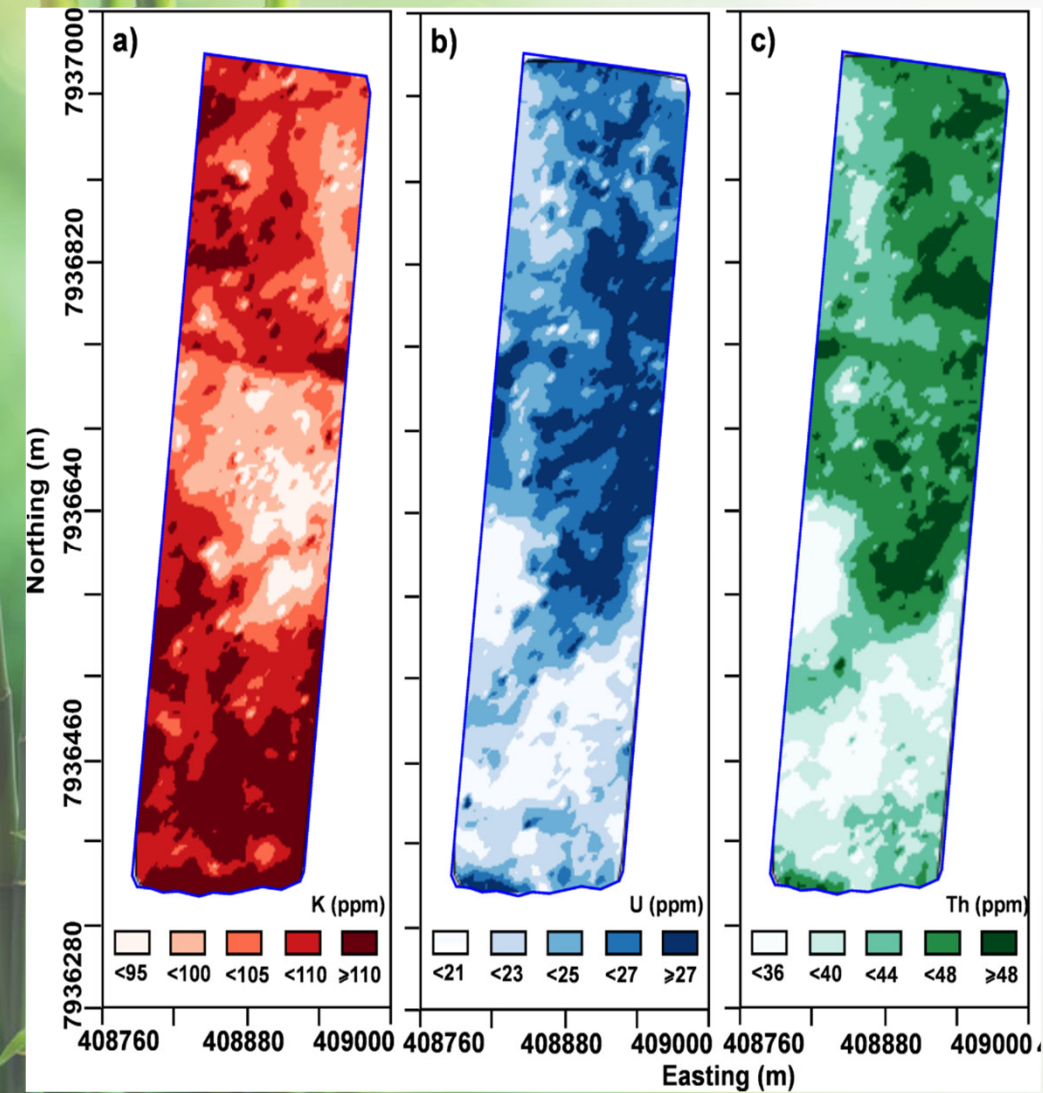 a)
b)
c)
7937000
7936820
7936640
7936460
7936280
Northing (m)
K (ppm)
<95 <100 <105 <110 ⩾110
U (ppm)
<21 <23 <25 <27 ⩾27
Th (ppm)
<36 <40 <44 <48 ⩾48
408760 408880 409000
408760 408880 409000
408760 408880 409000
Easting (m)